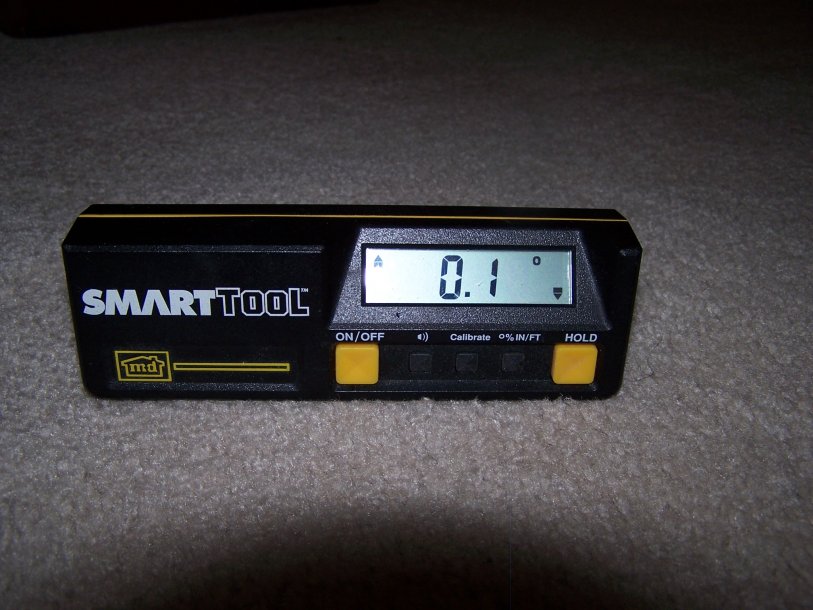 SMARTTOOL™
md
0.1°
ON/OFF
Calibrate
°% IN/FT
HOLD